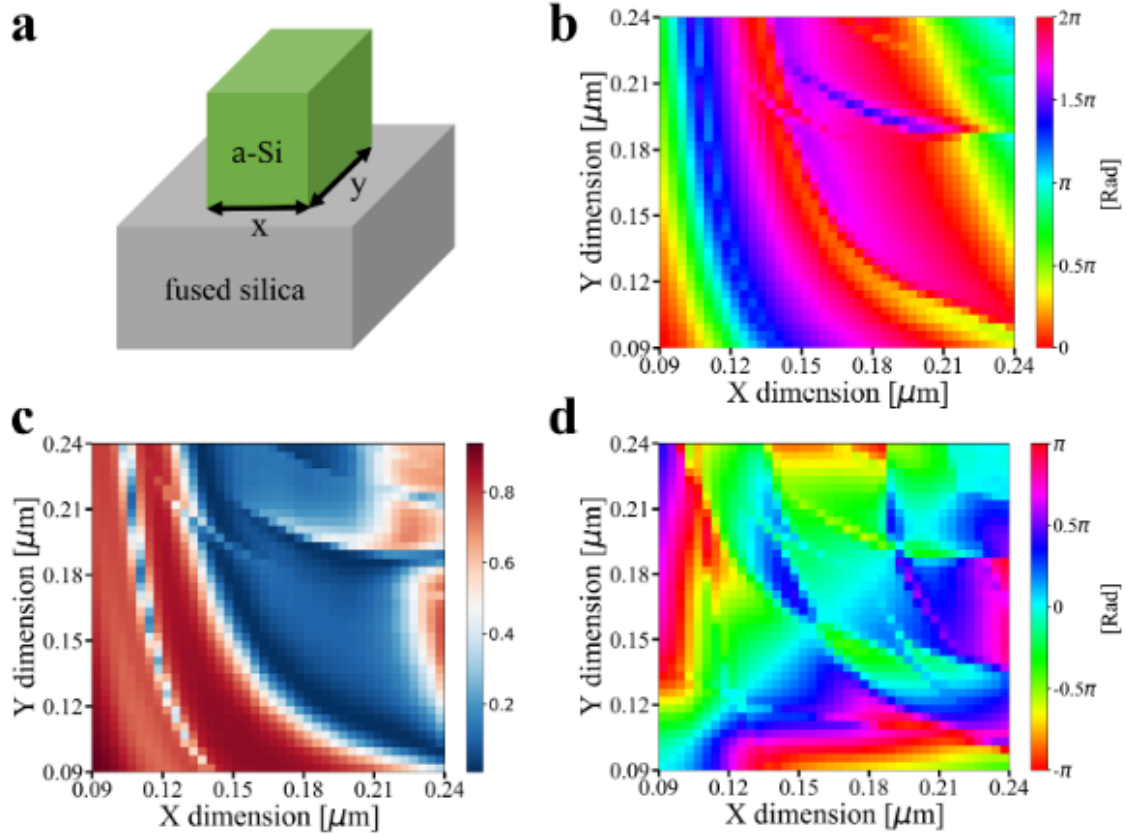 a
a-Si
x
y
fused silica
b
Y dimension [μm]
0.24
0.21
0.18
0.15
0.12
0.09
0.09 0.12 0.15 0.18 0.21 0.24
X dimension [μm]
2π
1.5π
π
0.5π
0
[Rad]
c
Y dimension [μm]
0.24
0.21
0.18
0.15
0.12
0.09
0.09 0.12 0.15 0.18 0.21 0.24
X dimension [μm]
0.8
0.6
0.4
0.2
d
Y dimension [μm]
0.24
0.21
0.18
0.15
0.12
0.09
0.09 0.12 0.15 0.18 0.21 0.24
X dimension [μm]
π
0.5π
0
-0.5π
-π
[Rad]